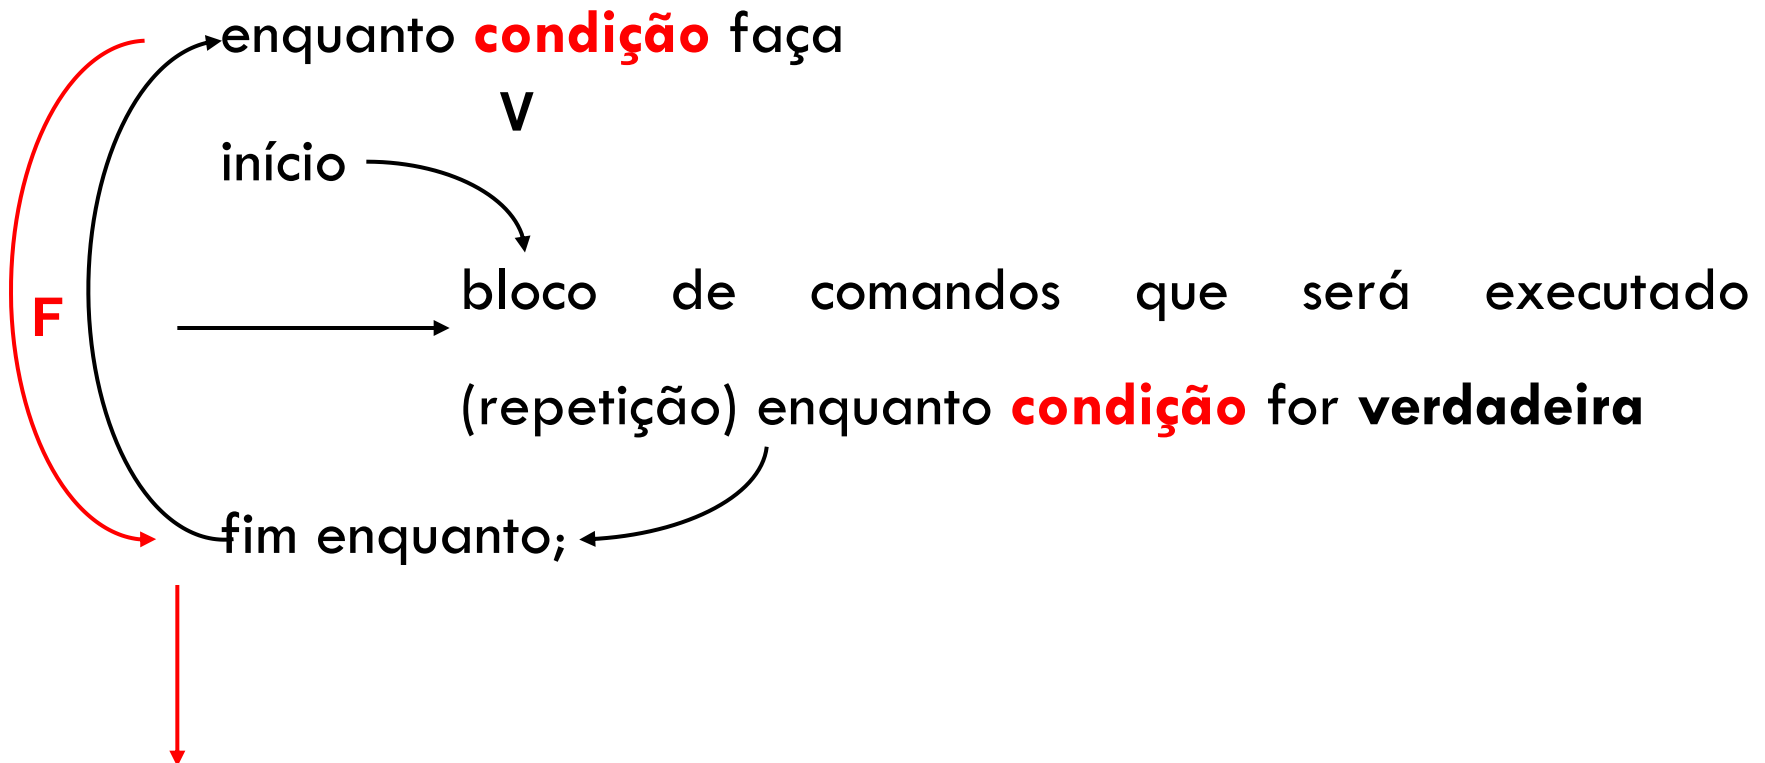 enquanto condição faça
V
início
bloco de comandos que será executado
F
(repetição) enquanto condição for verdadeira
fim enquanto;